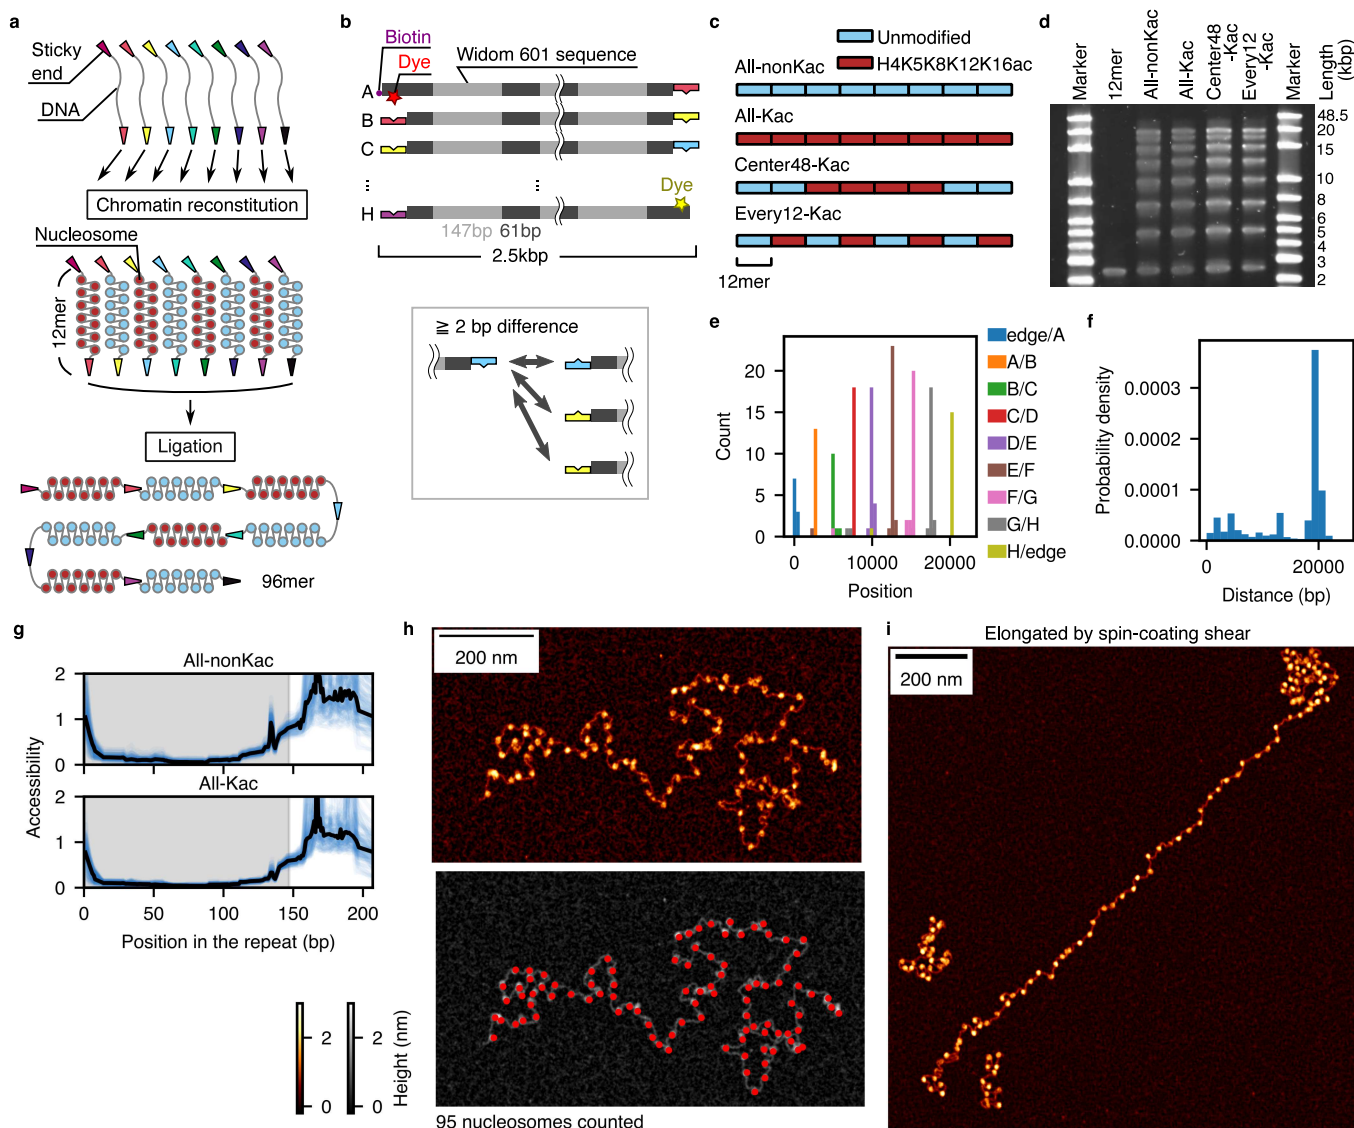 a
Sticky
end
DNA
Chromatin reconstitution
Nucleosome
12mer
Ligation
96mer
b
Biotin
Dye
Widom 601 sequence
A
B
C
...
...
Dye
H
147bp 61bp
2.5kbp
≧ 2 bp difference
c
Unmodified
H4K5K8K12K16ac
All-nonKac
All-Kac
Center48-Kac
Every12-Kac
12mer
d
Marker
12mer
All-nonKac
All-Kac
Center48
-Kac
Every12
-Kac
Marker
Length
(kbp)
48.5
20
15
10
8
6
5
4
3
2
e
Count
20
15
10
5
0
0 10000 20000
Position
edge/A
A/B
B/C
C/D
D/E
E/F
F/G
G/H
H/edge
f
Probability density
0.0003
0.0002
0.0001
0.0000
0 20000
Distance (bp)
g
All-nonKac
2
1
0
All-Kac
2
1
0
Accessibility
0 50 100 150 200
Position in the repeat (bp)
2
0
2
0
Height (nm)
h
200 nm
95 nucleosomes counted
i
Elongated by spin-coating shear
200 nm